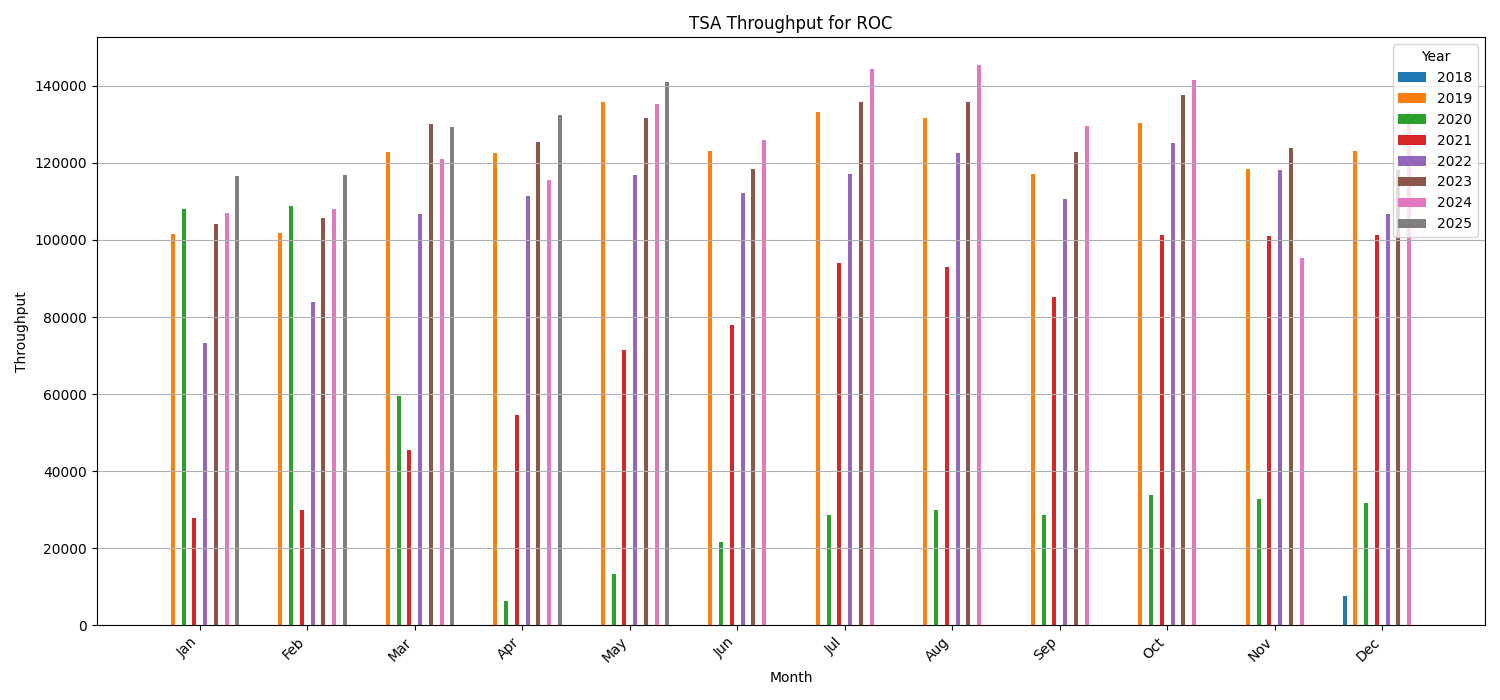 TSA Throughput for ROC
Year
2018
2019
2020
2021
2022
2023
2024
2025
Throughput
140000
120000
100000
80000
60000
40000
20000
0
Jan
Feb
Mar
Apr
May
Jun
Jul
Aug
Sep
Oct
Nov
Dec
Month